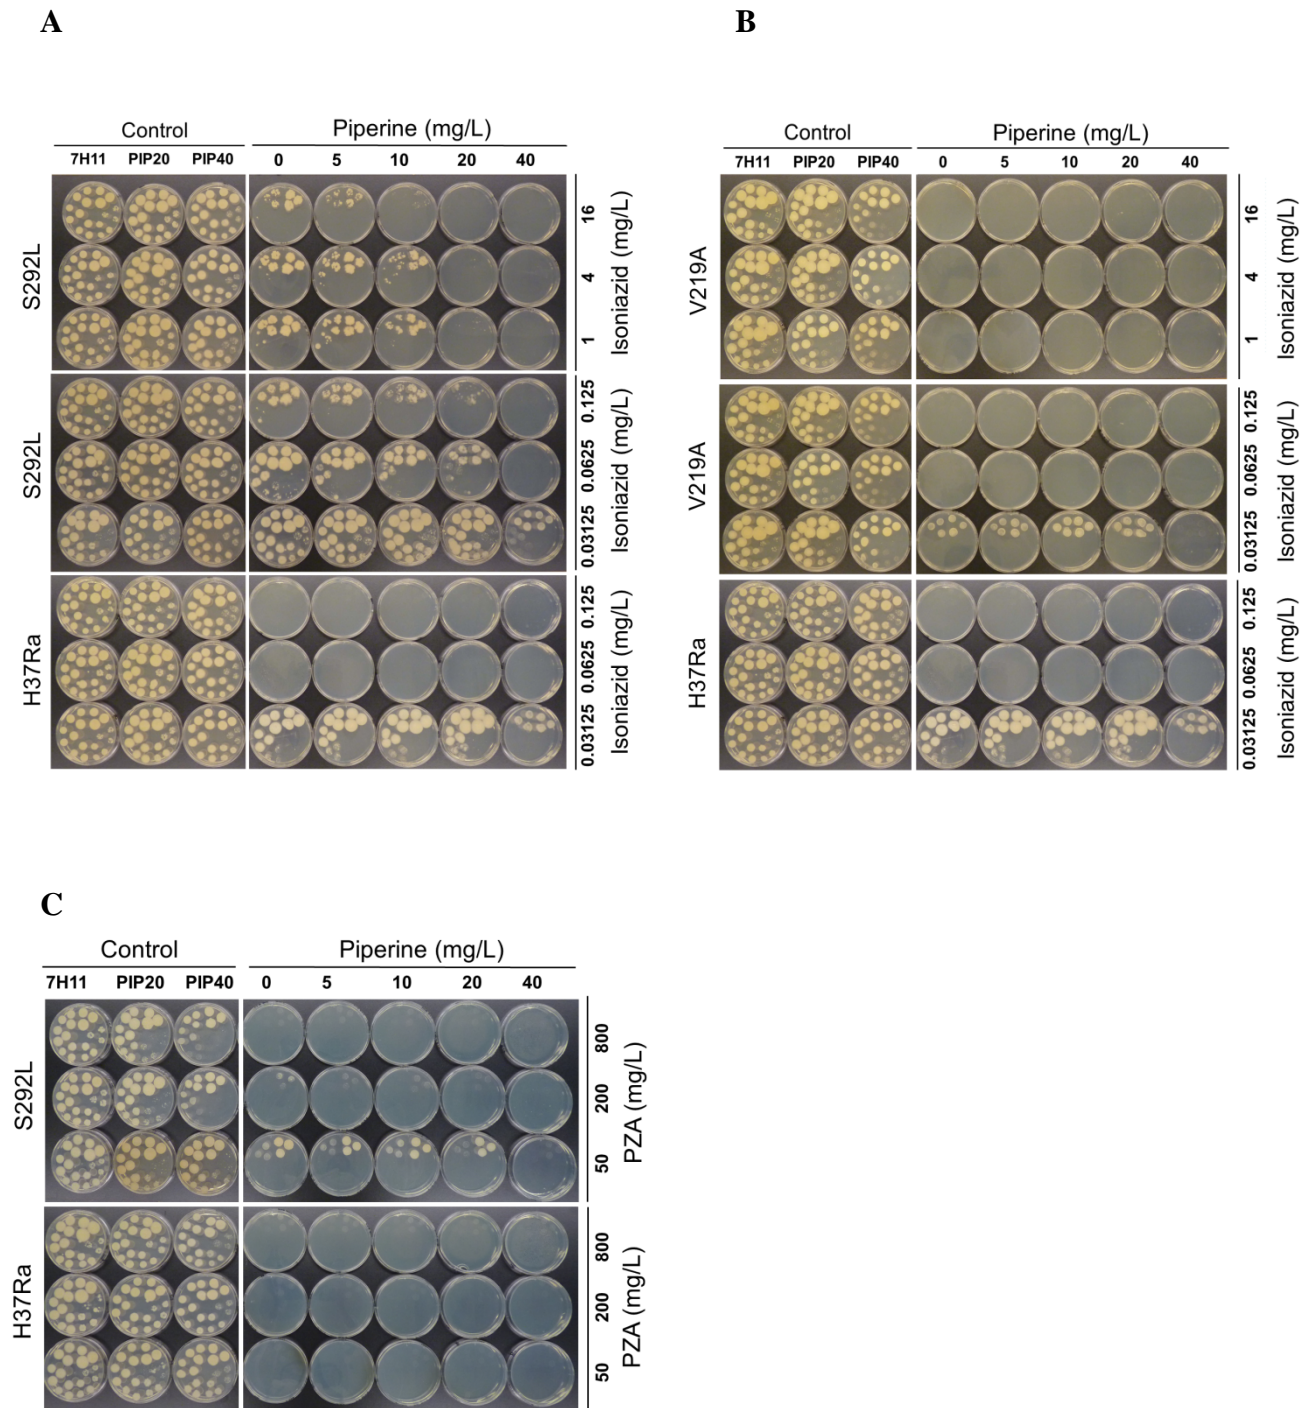 A
B
Control
Piperine (mg/L)
7H11 PIP20 PIP40
0 5 10 20 40
S292L
16
4
1
Isoniazid (mg/L)
S292L
0.125
0.0625
0.03125
Isoniazid (mg/L)
H37Ra
0.125
0.0625
0.03125
Isoniazid (mg/L)
Control
Piperine (mg/L)
7H11 PIP20 PIP40
0 5 10 20 40
V219A
16
4
1
Isoniazid (mg/L)
V219A
0.125
0.0625
0.03125
Isoniazid (mg/L)
H37Ra
0.125
0.0625
0.03125
Isoniazid (mg/L)
C
Control
Piperine (mg/L)
7H11 PIP20 PIP40
0 5 10 20 40
S292L
800
200
50
PZA (mg/L)
H37Ra
800
200
50
PZA (mg/L)